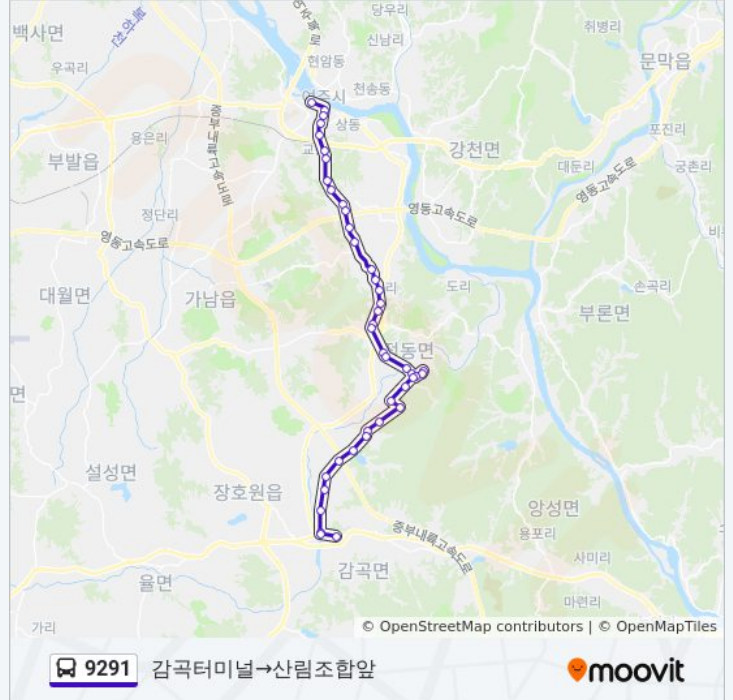 당우리
백사면
복하천
취병리
신남리
우곡리
현암동
문막읍
여주시
천송동
상동
포진리
용은리
강천면
부발읍
대둔리
궁촌리
중부내륙고속도로
영동고속도로
정단리
영동고속도로
영동고속도로
도리
손곡리
대월면
가남읍
부론면
점동면
면
설성면
장호원읍
앙성면
중부내륙고속도로
용포리
사미리
감곡면
율면
마련리
가리
© OpenStreetMap contributors | © OpenMapTiles
9291 감곡터미널→산림조합앞
moovit